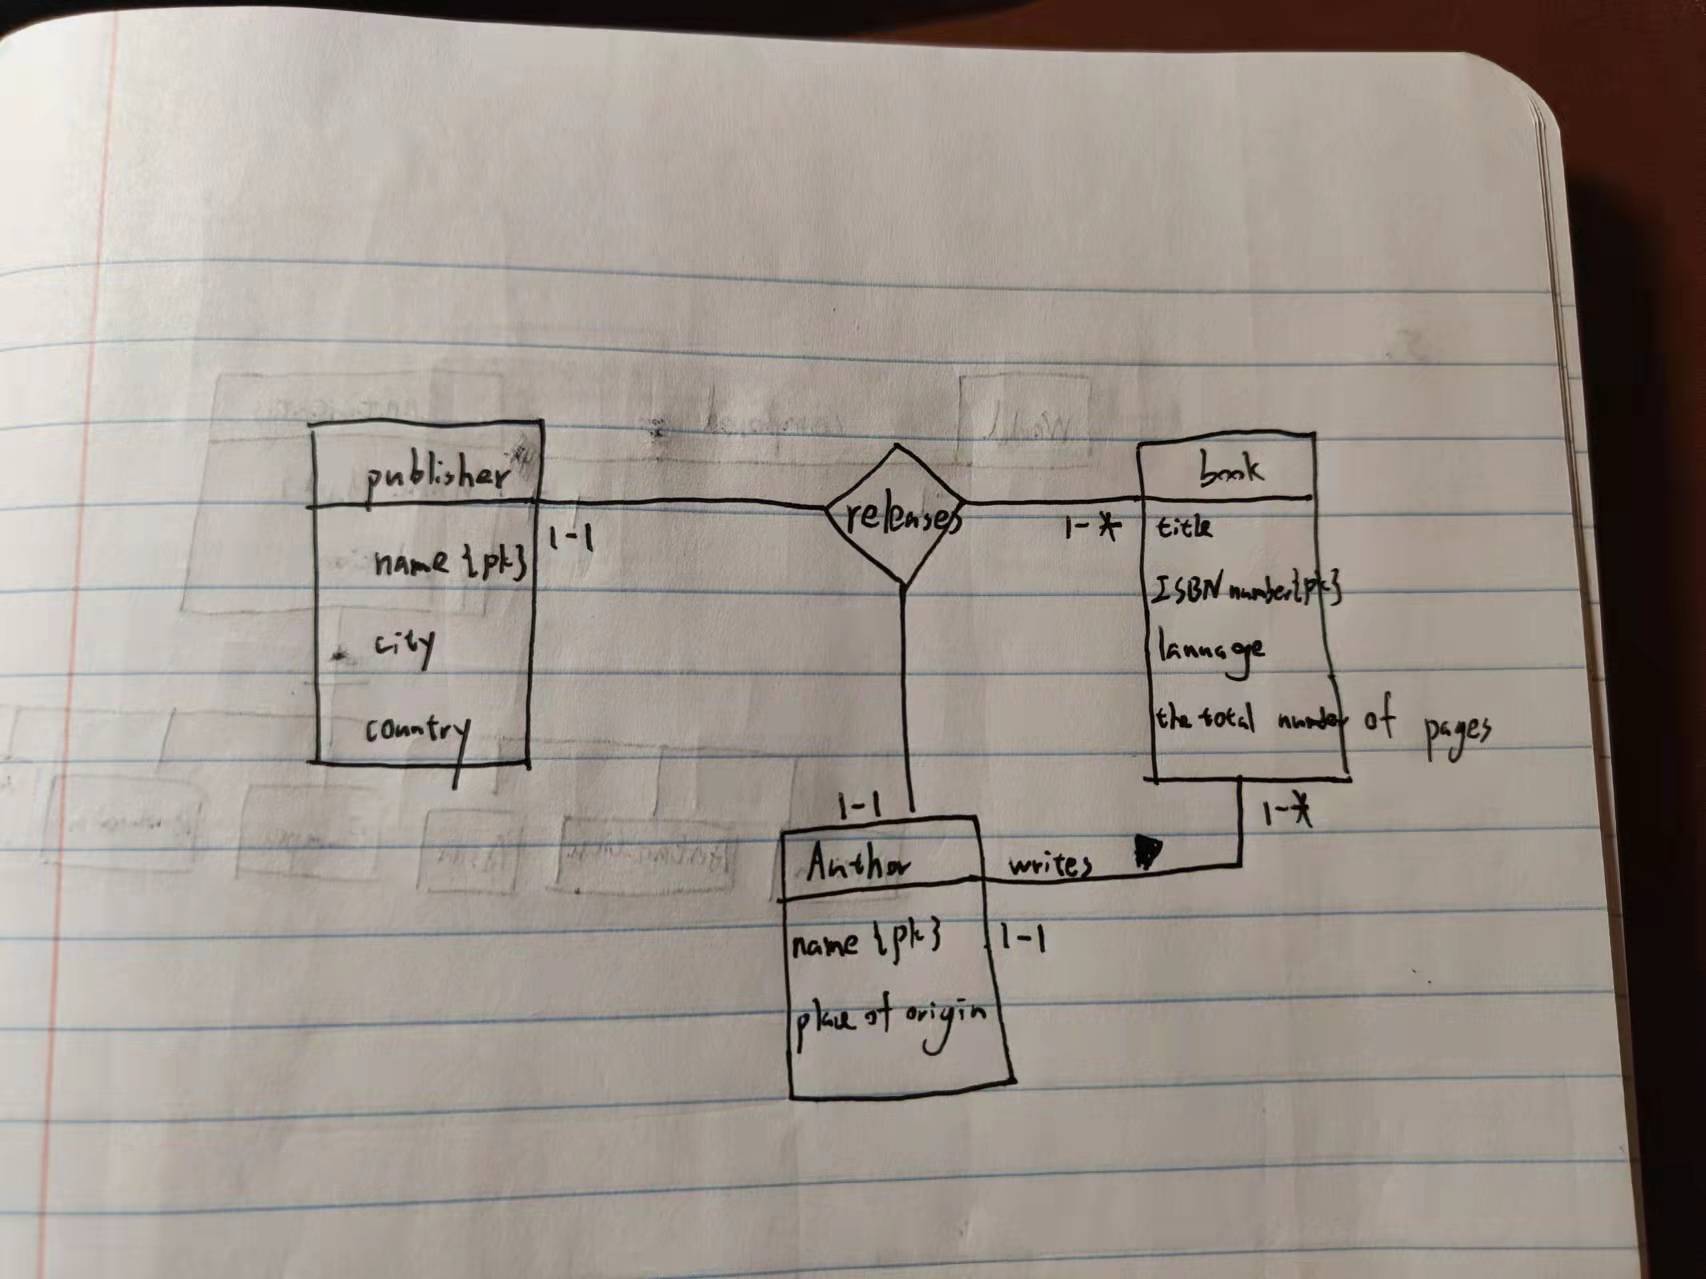 publisher
name {pk}
city
country
1-1
releases
1-*
book
title
ISBN number{pk}
lannage
the total number of pages
1-*
1-1
Author
name {pk}
place of origin
writes
1-1